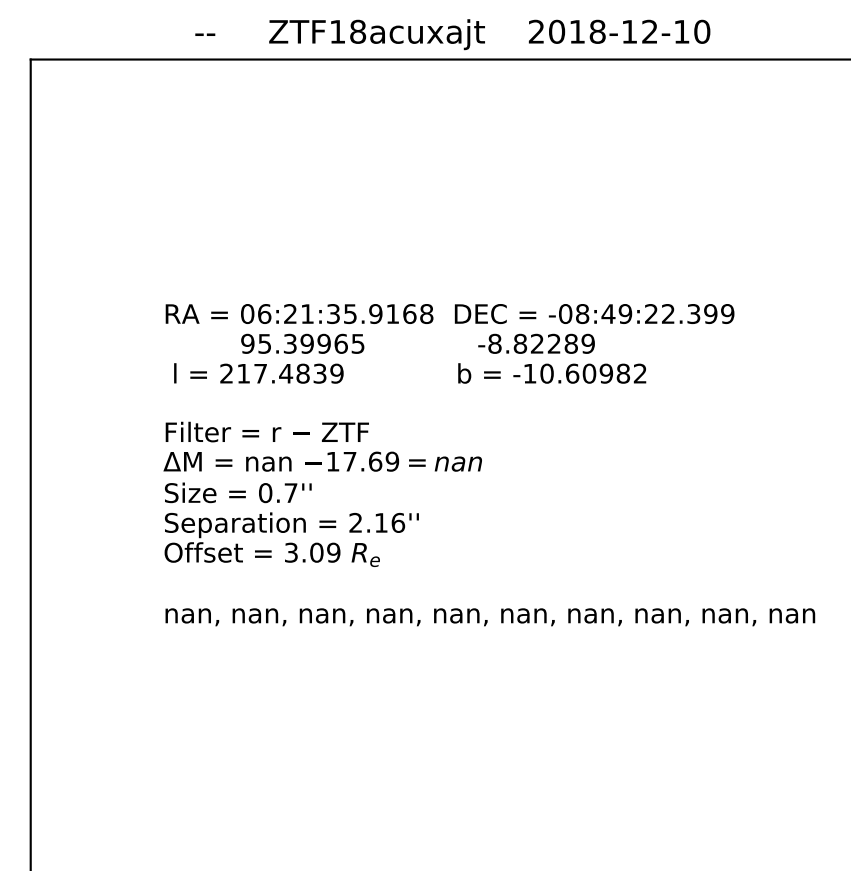 -- ZTF18acuxajt 2018-12-10
RA = 06:21:35.9168 DEC = -08:49:22.399
95.39965 -8.82289
l = 217.4839 b = -10.60982
Filter = r − ZTF
ΔM = nan −17.69 = nan
Size = 0.7''
Separation = 2.16''
Offset = 3.09 Re
nan, nan, nan, nan, nan, nan, nan, nan, nan, nan